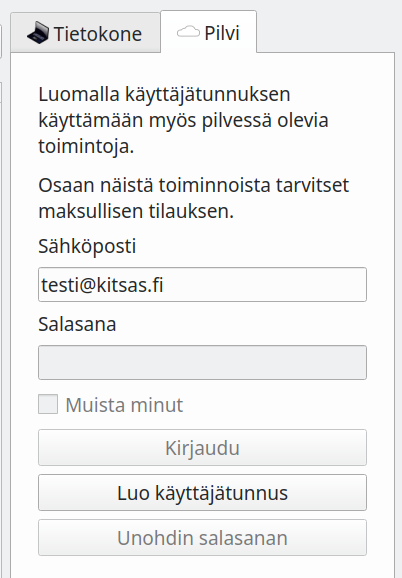 Tietokone
Pilvi
Luomalla käyttäjätunnuksen
käyttämään myös pilvessä olevia
toimintoja.
Osaan näistä toiminnoista tarvitset
maksullisen tilauksen.
Sähköposti
testi@kitsas.fi
Salasana
Muista minut
Kirjaudu
Luo käyttäjätunnus
Unohdin salasanan